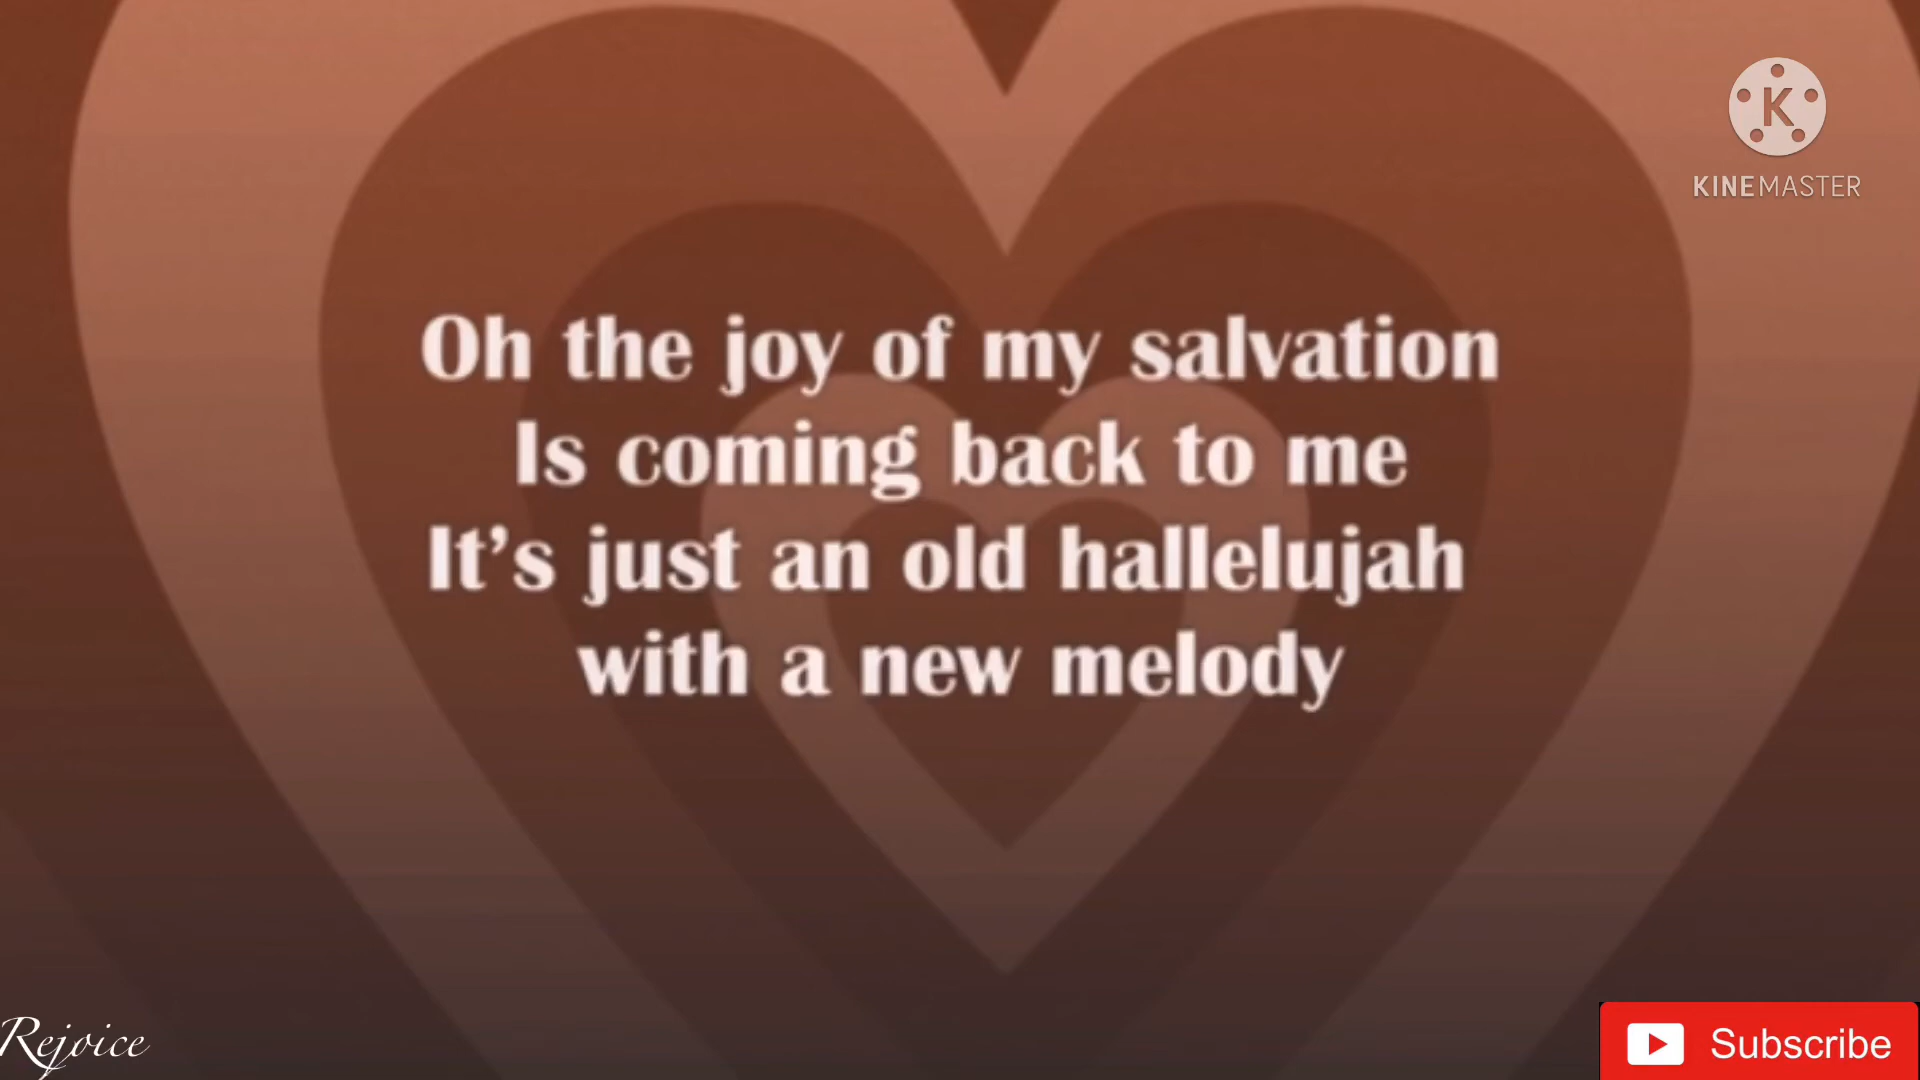 K
KINEMASTER
Oh the joy of my salvation
Is coming back to me
It's just an old hallelujah
with a new melody
Rejoice
Subscribe